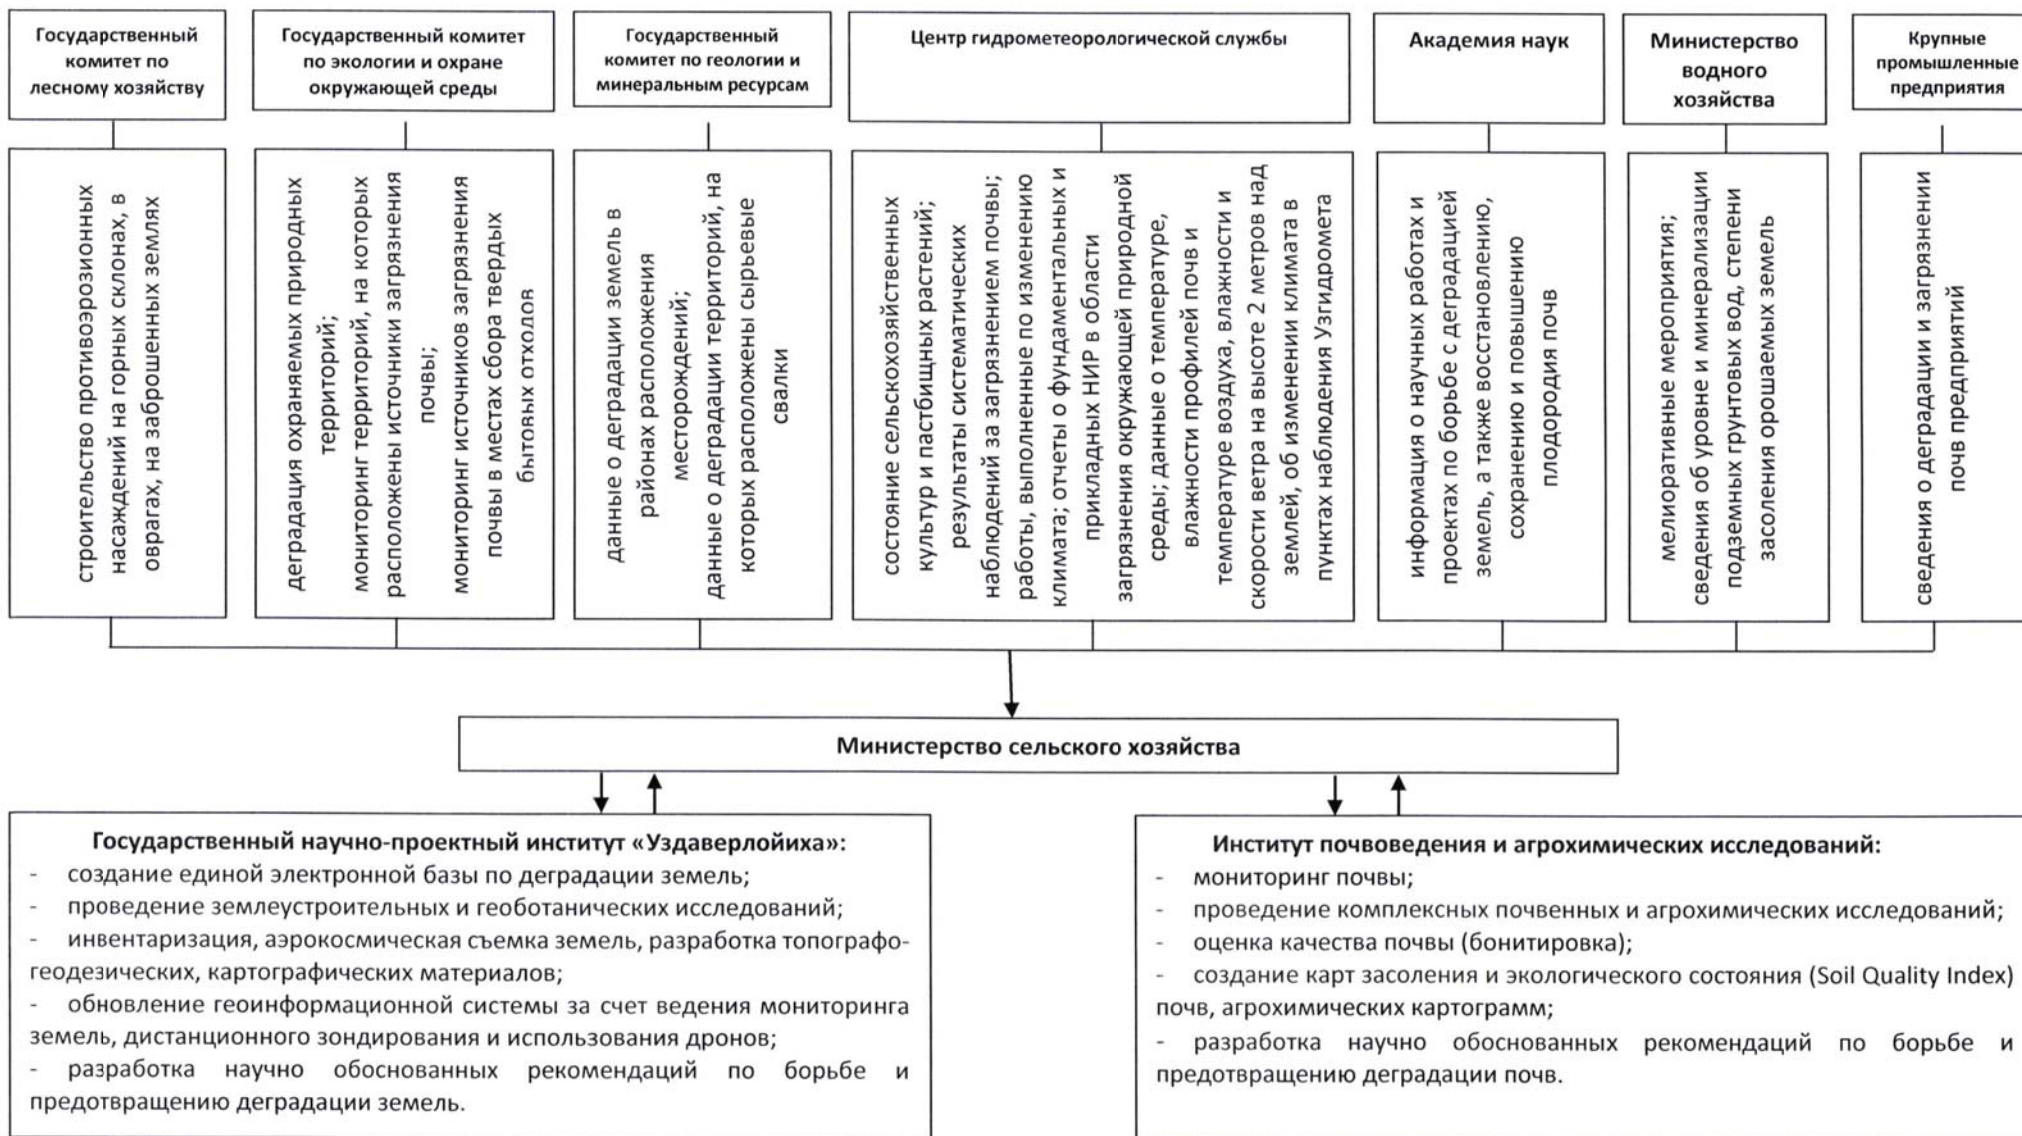 Государственный
комитет по
лесному хозяйству
Государственный комитет
по экологии и охране
окружающей среды
Государственный
комитет по геологии и
минеральным ресурсам
Центр гидрометеорологической службы
Академия наук
Министерство
водного
хозяйства
Крупные
промышленные
предприятия
строительство противоэрозионных
насаждений на горных склонах, в
оврагах, на заброшенных землях
деградация охраняемых природных
территорий;
мониторинг территорий, на которых
расположены источники загрязнения
почвы;
мониторинг источников загрязнения
почвы в местах сбора твердых
бытовых отходов
данные о деградации земель в
районах расположения
месторождений;
данные о деградации территорий, на
которых расположены сырьевые
свалки
состояние сельскохозяйственных
культур и пастбищных растений;
результаты систематических
наблюдений за загрязнением почвы;
работы, выполненные по изменению
климата; отчеты о фундаментальных и
прикладных НИР в области
загрязнения окружающей природной
среды; данные о температуре,
влажности профилей почв и
температуре воздуха, влажности и
скорости ветра на высоте 2 метров над
землей, об изменении климата в
пунктах наблюдения Узгидромета
информация о научных работах и
проектах по борьбе с деградацией
земель, а также восстановлению,
сохранению и повышению
плодородия почв
мелиоративные мероприятия;
сведения об уровне и минерализации
подземных грунтовых вод, степени
засоления орошаемых земель
сведения о деградации и загрязнении
почв предприятий
Министерство сельского хозяйства
Государственный научно-проектный институт «Уздаверлойиха»:
- создание единой электронной базы по деградации земель;
- проведение землеустроительных и геоботанических исследований;
- инвентаризация, аэрокосмическая съемка земель, разработка топографо-
геодезических, картографических материалов;
- обновление геоинформационной системы за счет ведения мониторинга
земель, дистанционного зондирования и использования дронов;
- разработка научно обоснованных рекомендаций по борьбе и
предотвращению деградации земель.
Институт почвоведения и агрохимических исследований:
- мониторинг почвы;
- проведение комплексных почвенных и агрохимических исследований;
- оценка качества почвы (бонитировка);
- создание карт засоления и экологического состояния (Soil Quality Index)
почв, агрохимических картограмм;
- разработка научно обоснованных рекомендаций по борьбе и
предотвращению деградации почв.